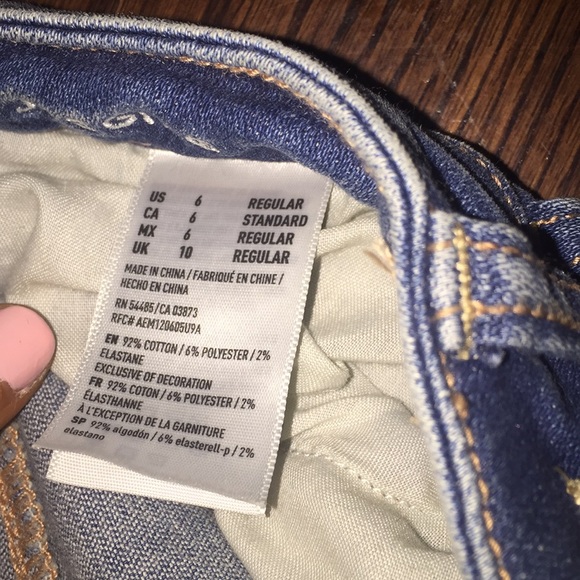 US 6 REGULAR
CA 6 STANDARD
MX 6 REGULAR
UK 10 REGULAR
MADE IN CHINA / FABRIQUÉ EN CHINE /
HECHO EN CHINA
RN 54485/CA 03873
RFC# AEM120605U9A
EN 92% COTTON / 6% POLYESTER / 2%
ELASTANE
EXCLUSIVE OF DECORATION
FR 92% COTON / 6% POLYESTER / 2%
ÉLASTHANNE
À L'EXCEPTION DE LA GARNITURE
SP 92% algodón / 6% elasterell-p / 2%
elastano